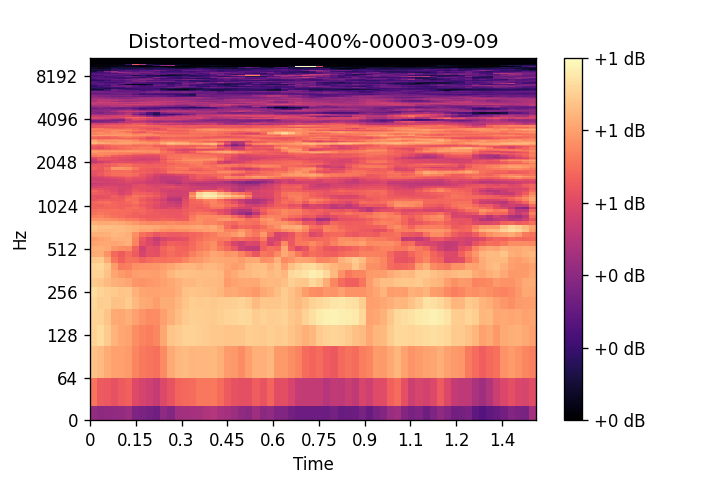 Distorted-moved-400%-00003-09-09
Hz
8192
4096
2048
1024
512
256
128
64
0
0 0.15 0.3 0.45 0.6 0.75 0.9 1.1 1.2 1.4
Time
+1 dB
+1 dB
+1 dB
+0 dB
+0 dB
+0 dB